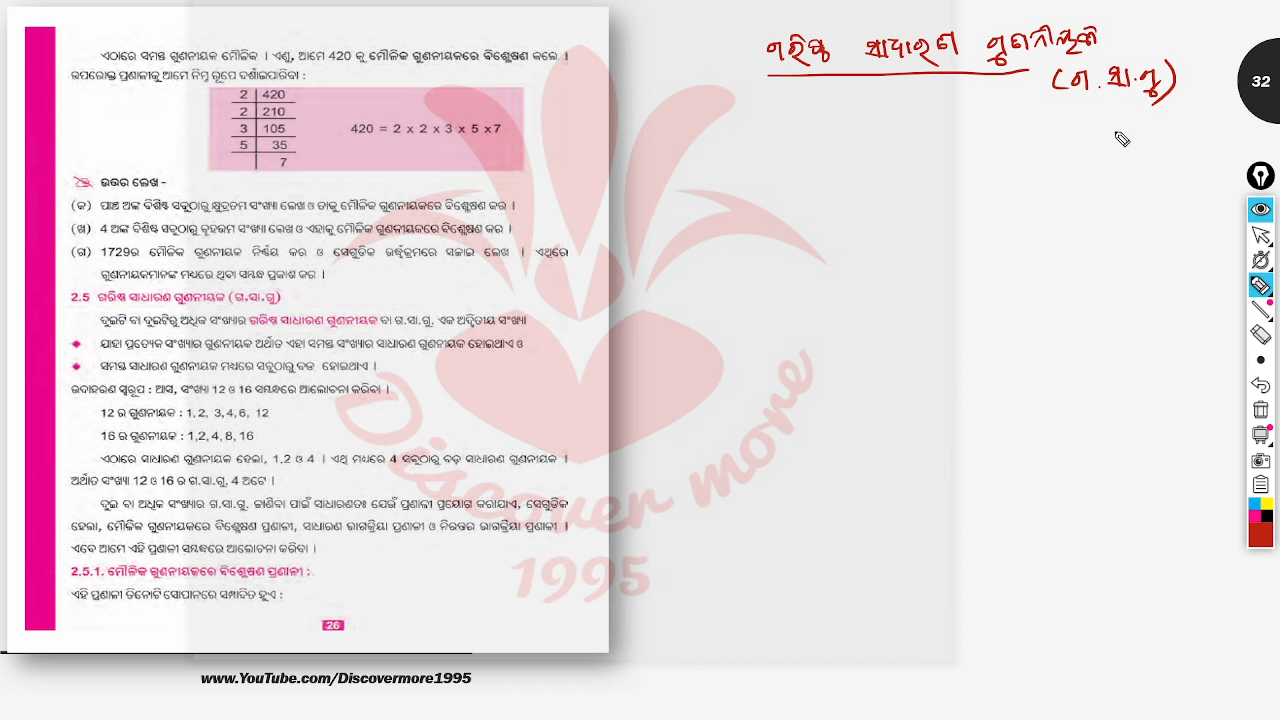 ଏଠାରେ ସମସ୍ତ ଗୁଣନୀୟକ ମୌଳିକ । ଏଣୁ, ଆମେ 420 କୁ ମୌଳିକ ଗୁଣନୀୟକରେ ବିଶ୍ଳେଷଣ କଲେ ।
ଉପରୋକ୍ତ ପ୍ରଣାଳୀକୁ ଆମେ ନିମ୍ନ ରୂପେ ଦର୍ଶାଇପାରିବା :
2 420
2 210
3 105
5 35
7
420 = 2 x 2 x 3 x 5 x 7
ଉତ୍ତର ଲେଖ -
(କ) ପାଞ୍ଚ ଅଙ୍କ ବିଶିଷ୍ଟ ସବୁଠାରୁ କ୍ଷୁଦ୍ରତମ ସଂଖ୍ୟା ଲେଖ ଓ ତାକୁ ମୌଳିକ ଗୁଣନୀୟକରେ ବିଶ୍ଳେଷଣ କର ।
(ଖ) 4 ଅଙ୍କ ବିଶିଷ୍ଟ ସବୁଠାରୁ ବୃହତ୍ତମ ସଂଖ୍ୟା ଲେଖ ଓ ଏହାକୁ ମୌଳିକ ଗୁଣନୀୟକରେ ବିଶ୍ଳେଷଣ କର ।
(ଗ) 1729ର ମୌଳିକ ଗୁଣନୀୟକ ନିର୍ଣ୍ଣୟ କର ଓ ସେଗୁଡିକ ଊର୍ଦ୍ଧ୍ୱକ୍ରମରେ ସଜାଇ ଲେଖ । ଏଥିରେ
ଗୁଣନୀୟକମାନଙ୍କ ମଧ୍ୟରେ ଥିବା ସମ୍ବନ୍ଧ ପ୍ରକାଶ କର ।
2.5 ଗରିଷ୍ଠ ସାଧାରଣ ଗୁଣନୀୟକ (ଗ.ସା.ଗୁ)
ଦୁଇଟି ବା ଦୁଇଟିରୁ ଅଧିକ ସଂଖ୍ୟାର ଗରିଷ୍ଠ ସାଧାରଣ ଗୁଣନୀୟକ ବା ଗ.ସା.ଗୁ. ଏକ ଅଦ୍ୱିତୀୟ ସଂଖ୍ୟା
ଯାହା ପ୍ରତ୍ୟେକ ସଂଖ୍ୟାର ଗୁଣନୀୟକ ଅର୍ଥାତ ଏହା ସମସ୍ତ ସଂଖ୍ୟାର ସାଧାରଣ ଗୁଣନୀୟକ ହୋଇଥାଏ ଓ
ସମସ୍ତ ସାଧାରଣ ଗୁଣନୀୟକ ମଧ୍ୟରେ ସବୁଠାରୁ ବଡ ହୋଇଥାଏ ।
ଉଦାହରଣ ସ୍ୱରୂପ : ଆସ, ସଂଖ୍ୟା 12 ଓ 16 ସମ୍ବନ୍ଧରେ ଆଲୋଚନା କରିବା ।
12 ର ଗୁଣନୀୟକ : 1, 2, 3, 4, 6, 12
16 ର ଗୁଣନୀୟକ : 1,2, 4, 8, 16
ଏଠାରେ ସାଧାରଣ ଗୁଣନୀୟକ ହେଲା, 1,2 ଓ 4 । ଏଥି ମଧ୍ୟରେ 4 ସବୁଠାରୁ ବଡ଼ ସାଧାରଣ ଗୁଣନୀୟକ ।
ଅର୍ଥାତ ସଂଖ୍ୟା 12 ଓ 16 ର ଗ.ସା.ଗୁ. 4 ଅଟେ ।
ଦୁଇ ବା ଅଧିକ ସଂଖ୍ୟାର ଗ.ସା.ଗୁ. ଜାଣିବା ପାଇଁ ସାଧାରଣତଃ ଯେଉଁ ପ୍ରଣାଳୀ ପ୍ରୟୋଗ କରାଯାଏ, ସେଗୁଡିକ
ହେଲା, ମୌଳିକ ଗୁଣନୀୟକରେ ବିଶ୍ଳେଷଣ ପ୍ରଣାଳୀ, ସାଧାରଣ ଭାଗକ୍ରିୟା ପ୍ରଣାଳୀ ଓ ନିରନ୍ତର ଭାଗକ୍ରିୟା ପ୍ରଣାଳୀ ।
ଏବେ ଆମେ ଏହି ପ୍ରଣାଳୀ ସମ୍ବନ୍ଧରେ ଆଲୋଚନା କରିବା ।
2.5.1. ମୌଳିକ ଗୁଣନୀୟକରେ ବିଶ୍ଳେଷଣ ପ୍ରଣାଳୀ :
ଏହି ପ୍ରଣାଳୀ ତିନୋଟି ସୋପାନରେ ସମ୍ପାଦିତ ହୁଏ :
26
www.YouTube.com/Discovermore1995
Discover more
1995
ଗରିଷ୍ଠ ସାଧାରଣ ଗୁଣନୀୟକ
(ଗ.ସା.ଗୁ)
32